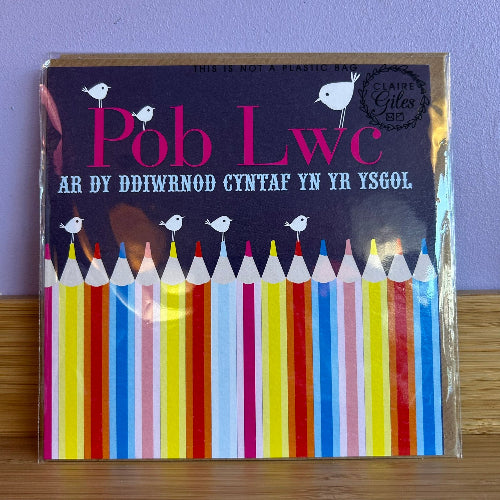 THIS IS NOT A PLASTIC BAG
CLAIRE
Giles
Pob Lwc
AR DY DDIWRNOD CYNTAF YN YR YSGOL